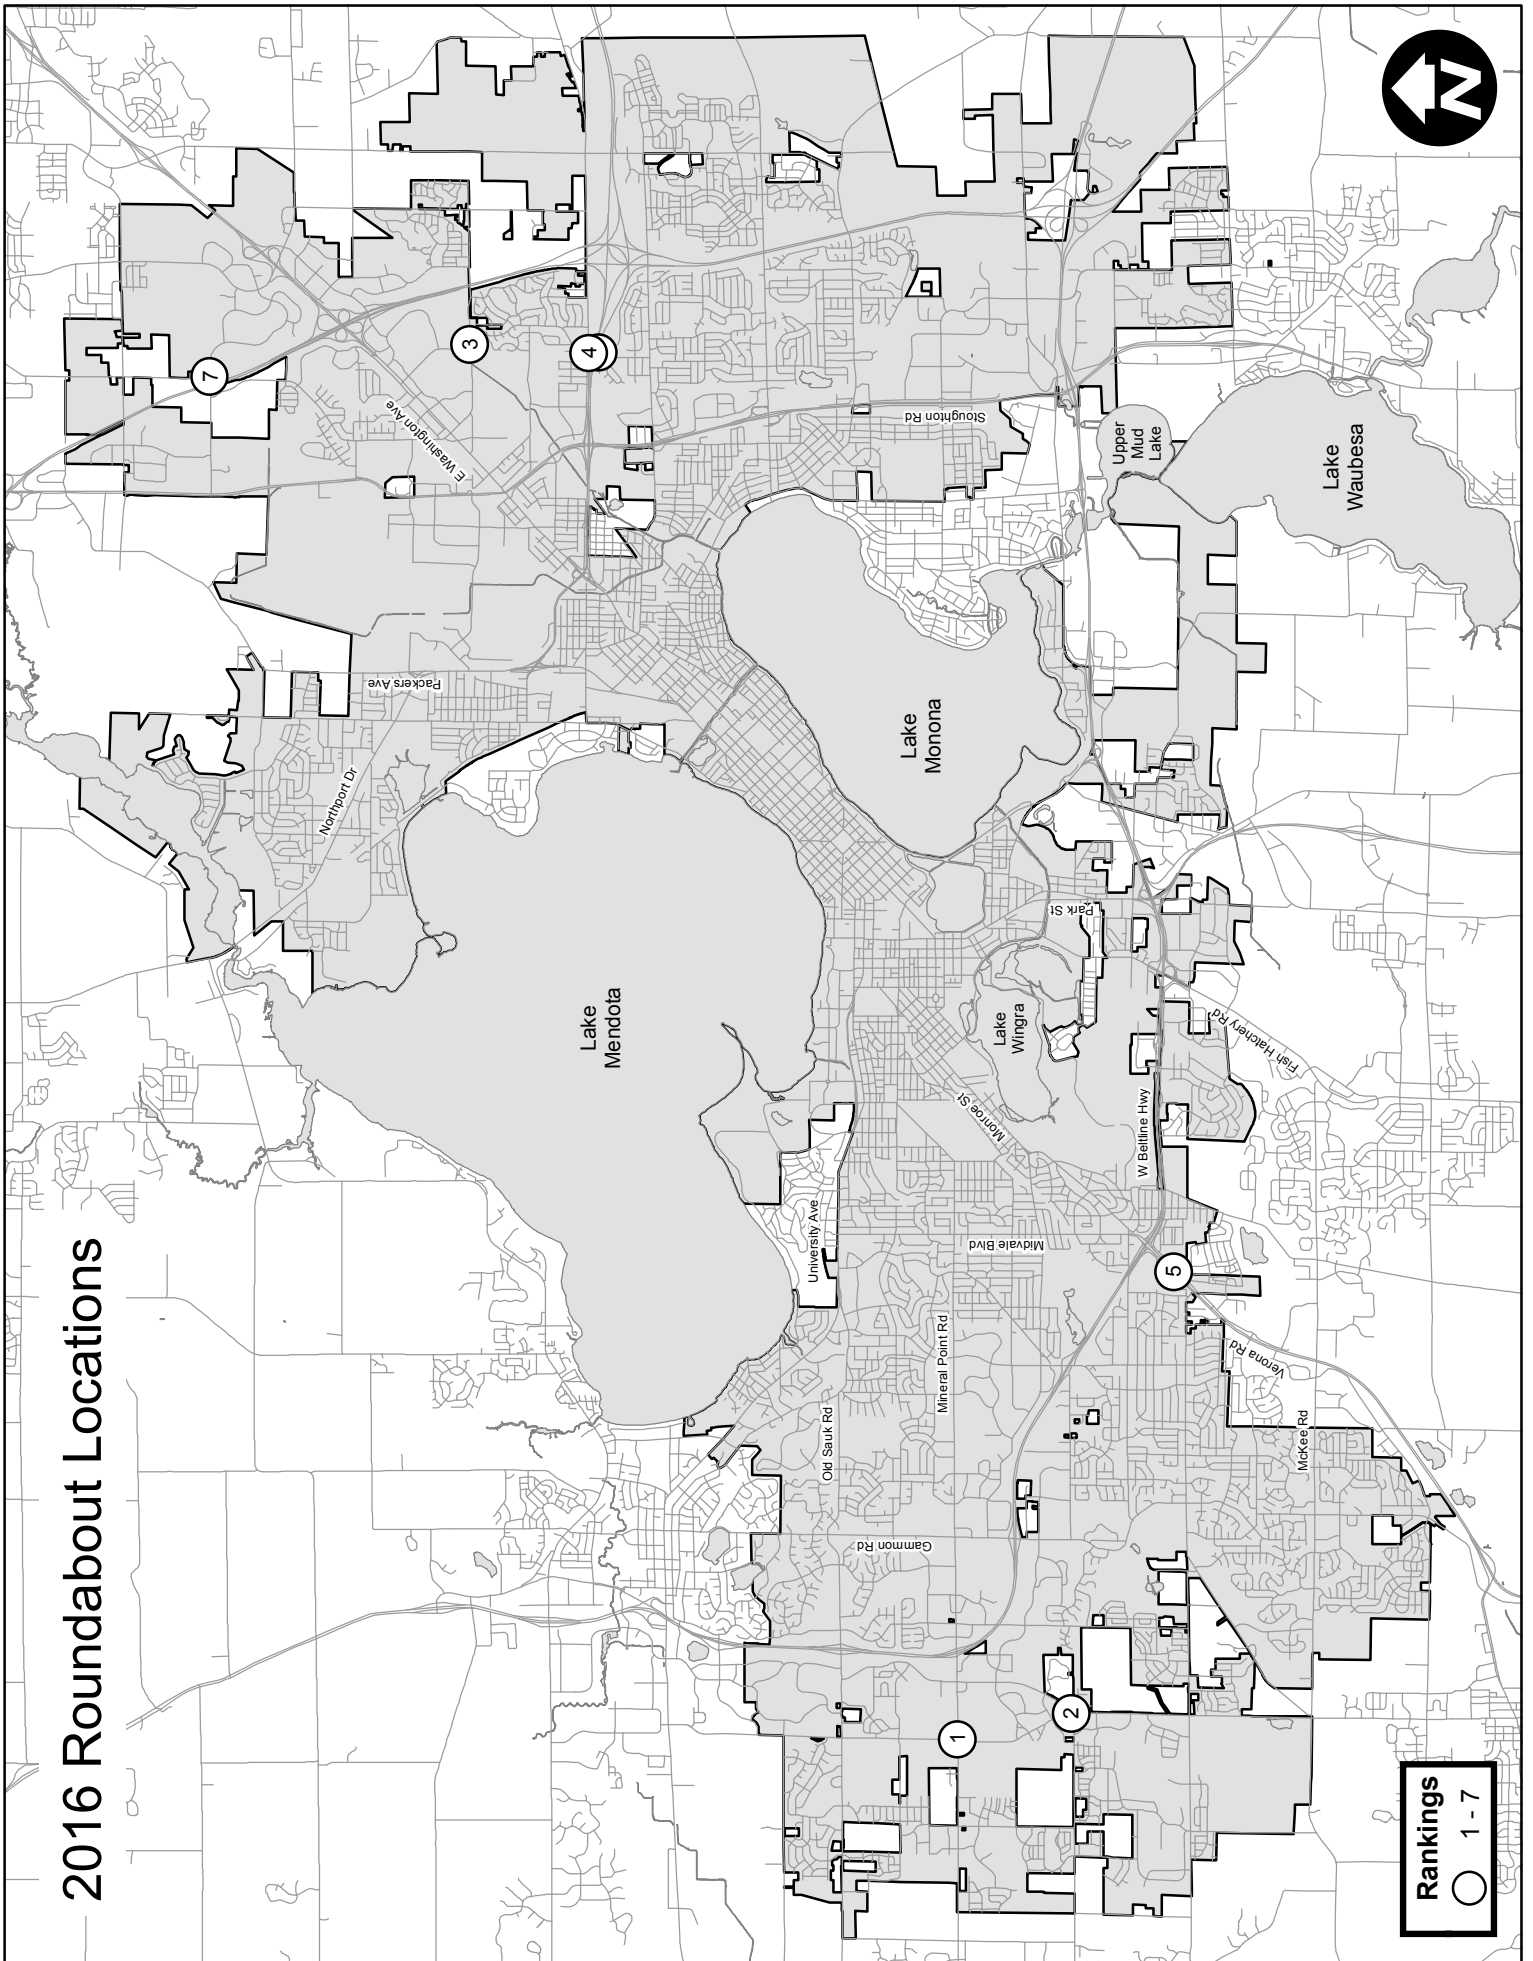 2016 Roundabout Locations
N
7
3
4
E Washington Ave
Stoughton Rd
Upper
Mud
Lake
Lake
Waubesa
Packers Ave
Northport Dr
Lake
Monona
Lake
Mendota
Park St
Lake
Wingra
Fish Hatchery Rd
Monroe St
W Beltline Hwy
University Ave
Midvale Blvd
5
Mineral Point Rd
Verona Rd
Old Sauk Rd
McKee Rd
Gammon Rd
2
1
Rankings
1 - 7